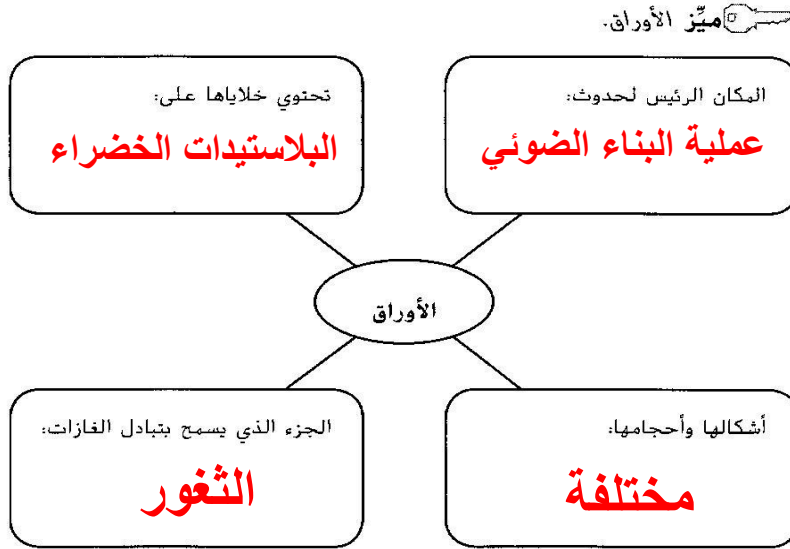 ميِّز الأوراق.
المكان الرئيس لحدوث:
عملية البناء الضوئي
تحتوي خلاياها على:
البلاستيدات الخضراء
الأوراق
أشكالها وأحجامها:
مختلفة
الجزء الذي يسمح بتبادل الغازات:
الثغور